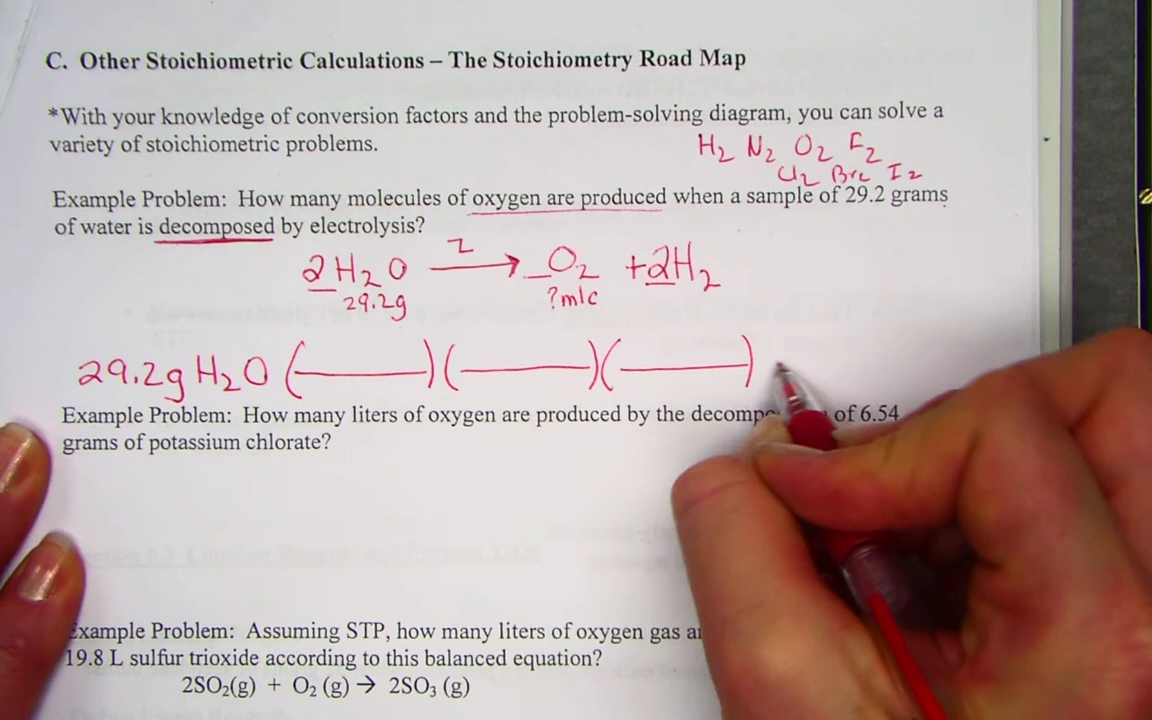 C. Other Stoichiometric Calculations – The Stoichiometry Road Map
*With your knowledge of conversion factors and the problem-solving diagram, you can solve a
variety of stoichiometric problems.
H₂ N₂ O₂ F₂
Cl₂ Br₂ I₂
Example Problem: How many molecules of oxygen are produced when a sample of 29.2 grams
of water is decomposed by electrolysis?
2H₂O → _O₂ + 2H₂
29.2g ?mlc
29.2g H₂O ( ) ( ) ( )
Example Problem: How many liters of oxygen are produced by the of 6.54
grams of potassium chlorate?
Example Problem: Assuming STP, how many liters of oxygen gas
19.8 L sulfur trioxide according to this balanced equation?
2SO₂(g) + O₂ (g) → 2SO₃ (g)